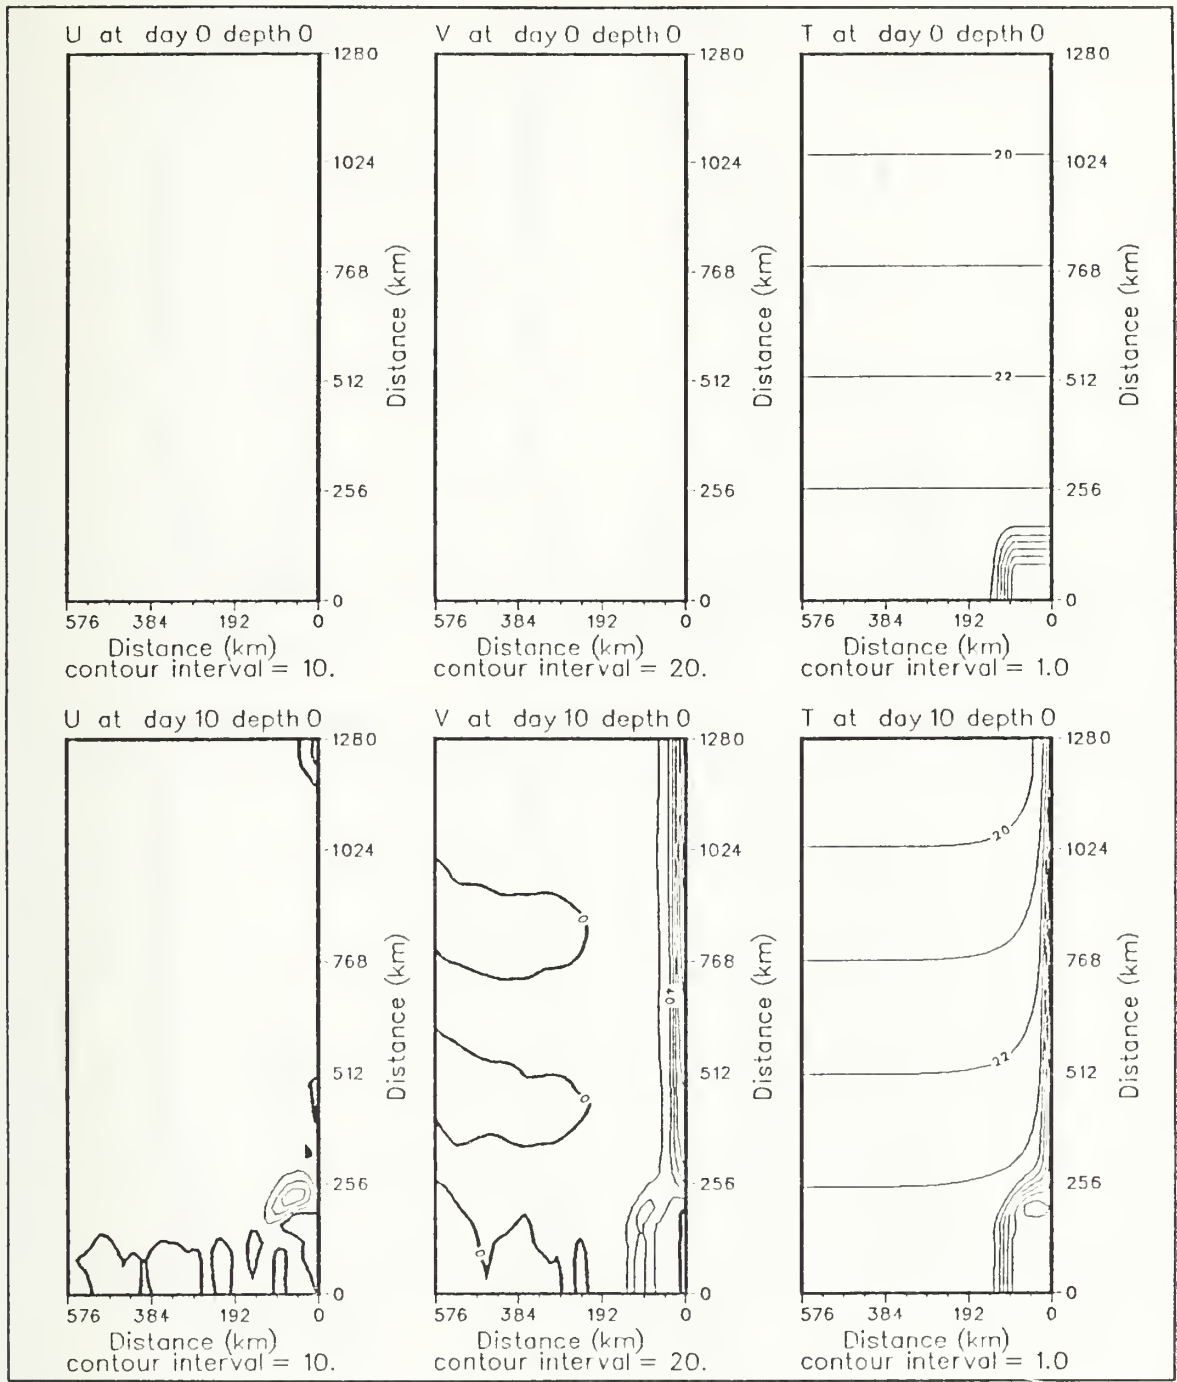 U at day 0 depth 0
V at day 0 depth 0
T at day 0 depth 0
1280
1024
768
512
256
0
Distance (km)
1280
1024
768
512
256
0
Distance (km)
20
22
1280
1024
768
512
256
0
Distance (km)
576 384 192 0
576 384 192 0
576 384 192 0
Distance (km)
Distance (km)
Distance (km)
contour interval = 10.
contour interval = 20.
contour interval = 1.0
U at day 10 depth 0
V at day 10 depth 0
T at day 10 depth 0
1280
1024
768
512
256
0
Distance (km)
0
40
0
0
1280
1024
768
512
256
0
Distance (km)
20
22
1280
1024
768
512
256
0
Distance (km)
576 384 192 0
576 384 192 0
576 384 192 0
Distance (km)
Distance (km)
Distance (km)
contour interval = 10.
contour interval = 20.
contour interval = 1.0